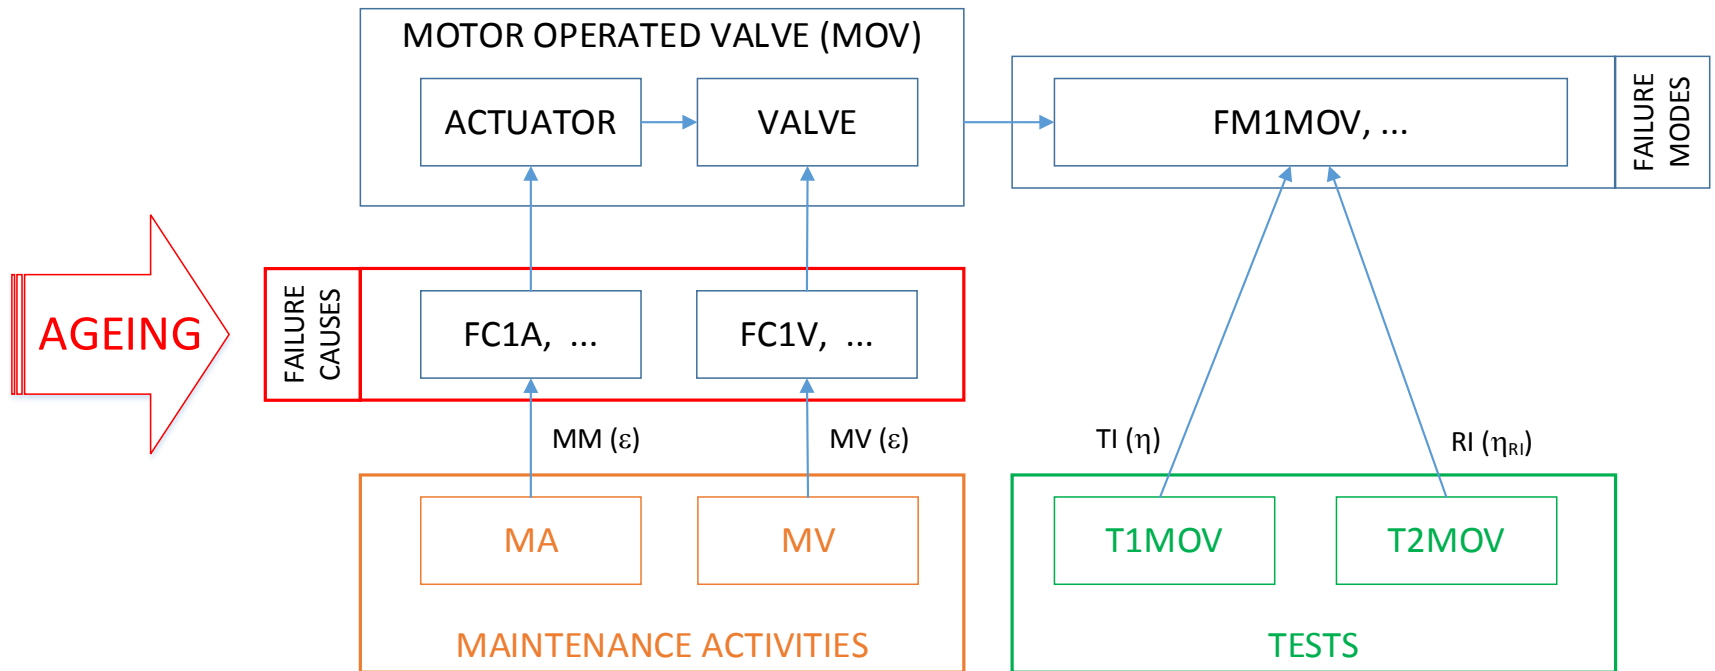 MOTOR OPERATED VALVE (MOV)
ACTUATOR
VALVE
FM1MOV, ...
FAILURE
MODES
AGEING
FAILURE
CAUSES
FC1A, ...
FC1V, ...
MM (ε)
MV (ε)
TI (η)
RI (ηRI)
MA
MV
T1MOV
T2MOV
MAINTENANCE ACTIVITIES
TESTS